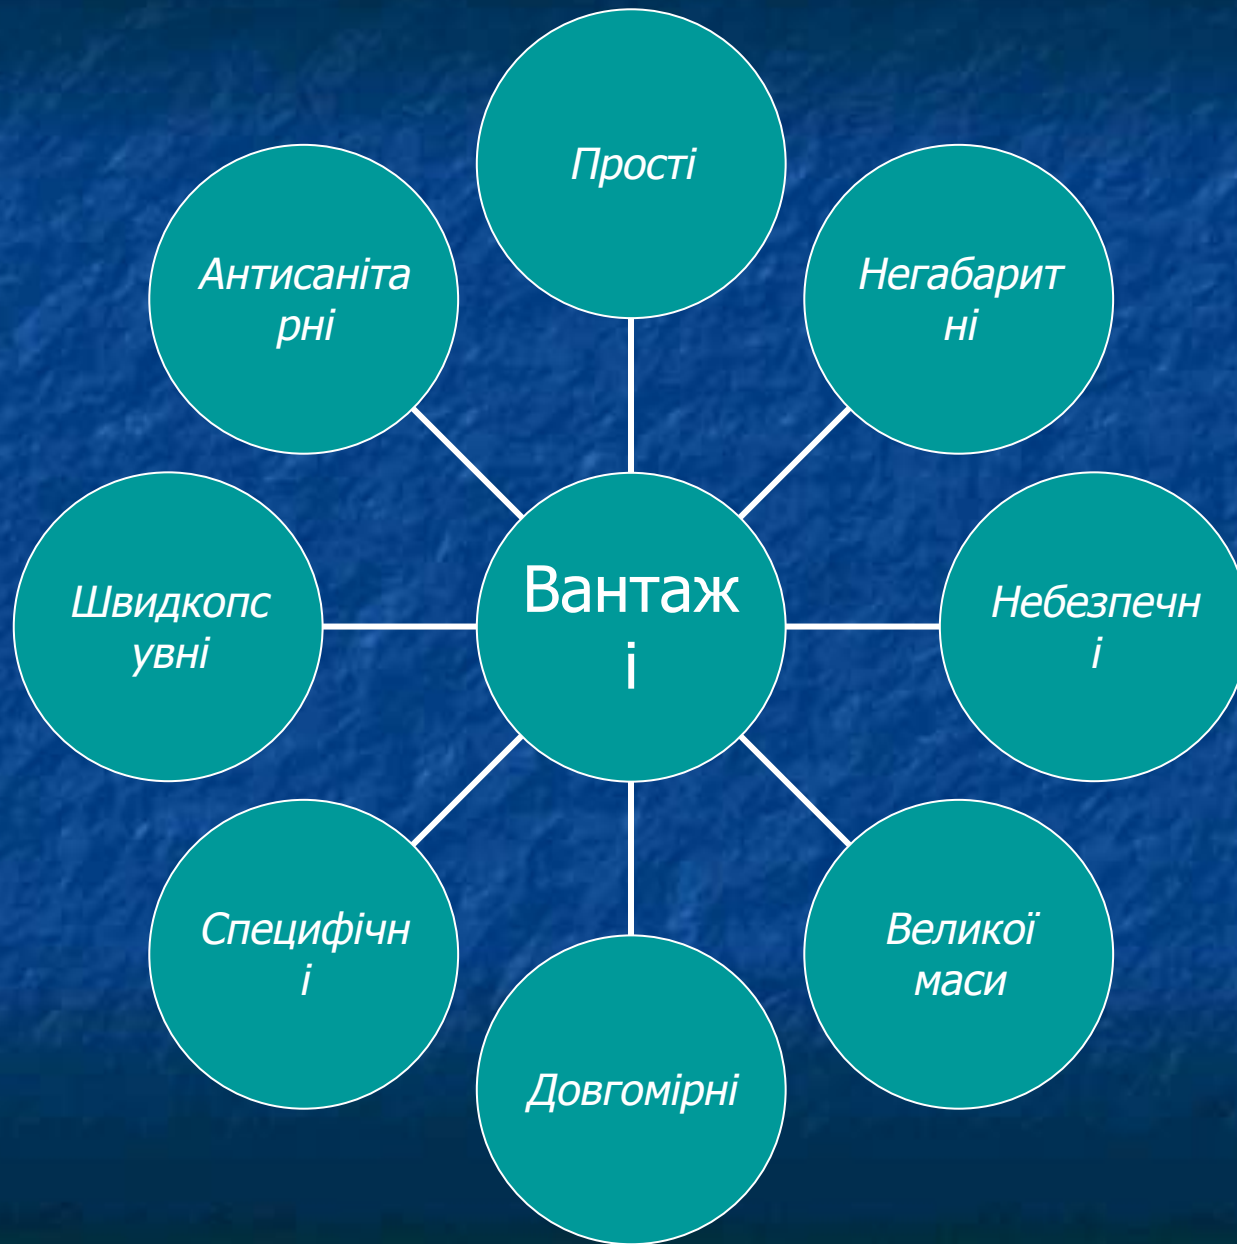 Прості
Антисаніта
рні
Негабарит
ні
Швидкопс
увні
Вантаж
і
Небезпечн
і
Специфічн
і
Великої
маси
Довгомірні